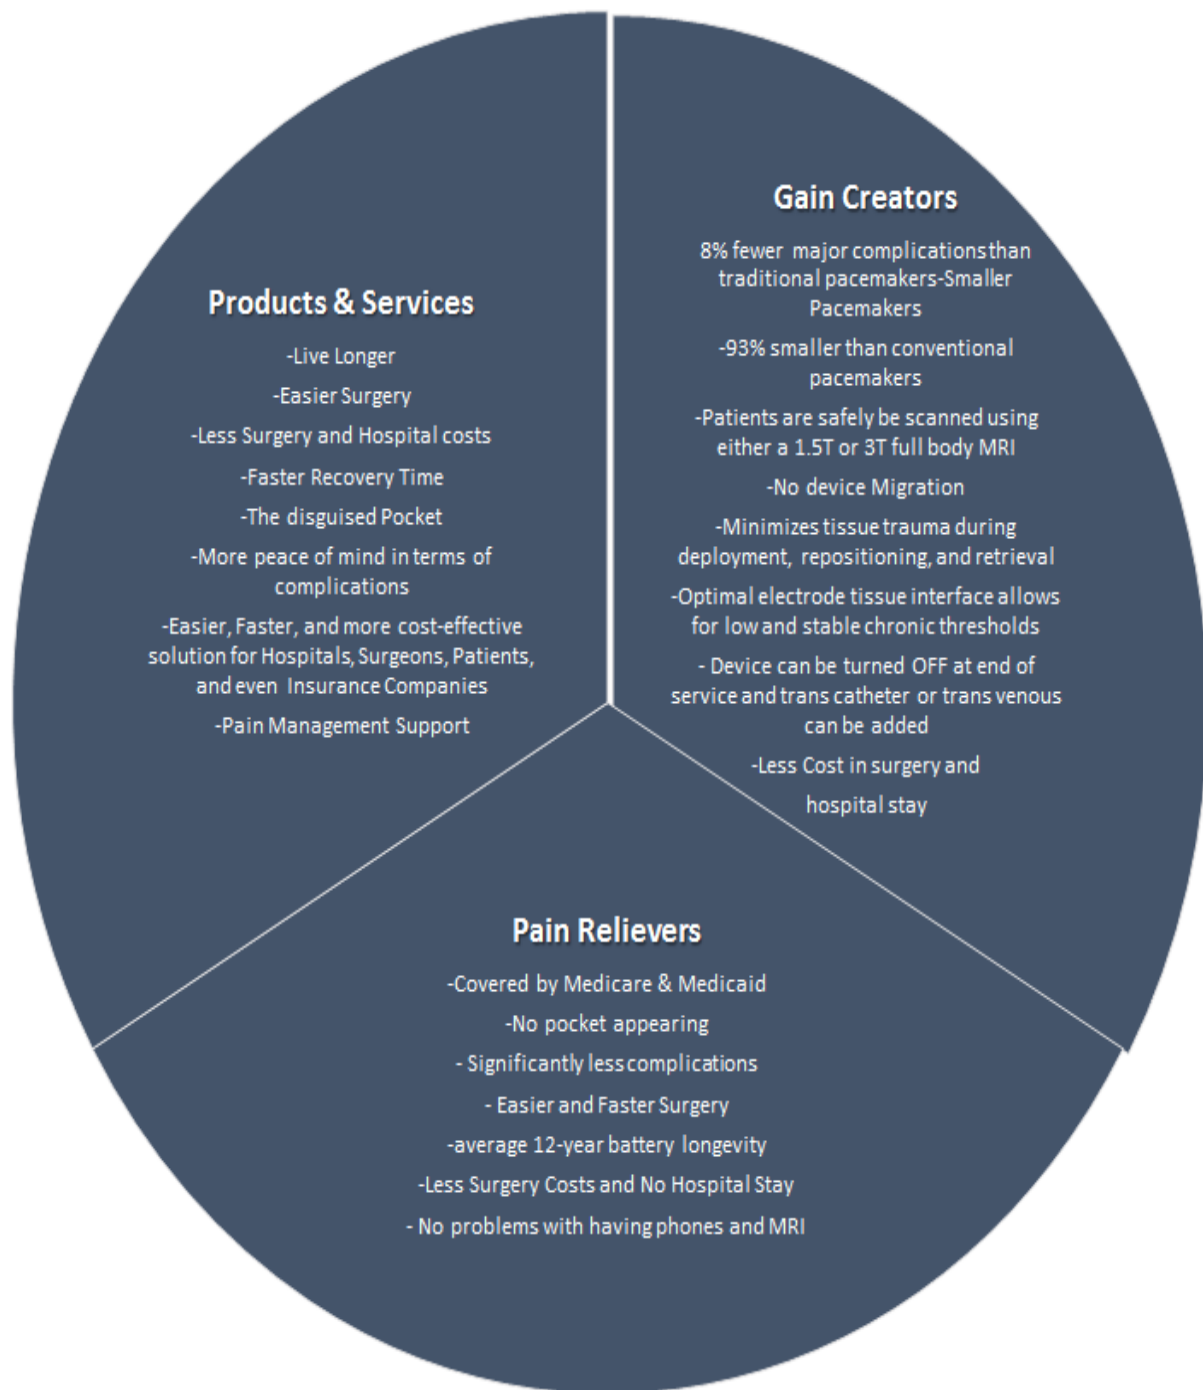 Products & Services
-Live Longer
-Easier Surgery
-Less Surgery and Hospital costs
-Faster Recovery Time
-The disguised Pocket
-More peace of mind in terms of
complications
-Easier, Faster, and more cost-effective
solution for Hospitals, Surgeons, Patients,
and even Insurance Companies
-Pain Management Support
Gain Creators
8% fewer major complications than
traditional pacemakers-Smaller
Pacemakers
-93% smaller than conventional
pacemakers
-Patients are safely be scanned using
either a 1.5T or 3T full body MRI
-No device Migration
-Minimizes tissue trauma during
deployment, repositioning, and retrieval
-Optimal electrode tissue interface allows
for low and stable chronic thresholds
- Device can be turned OFF at end of
service and trans catheter or trans venous
can be added
-Less Cost in surgery and
hospital stay
Pain Relievers
-Covered by Medicare & Medicaid
-No pocket appearing
- Significantly less complications
- Easier and Faster Surgery
-average 12-year battery longevity
-Less Surgery Costs and No Hospital Stay
- No problems with having phones and MRI